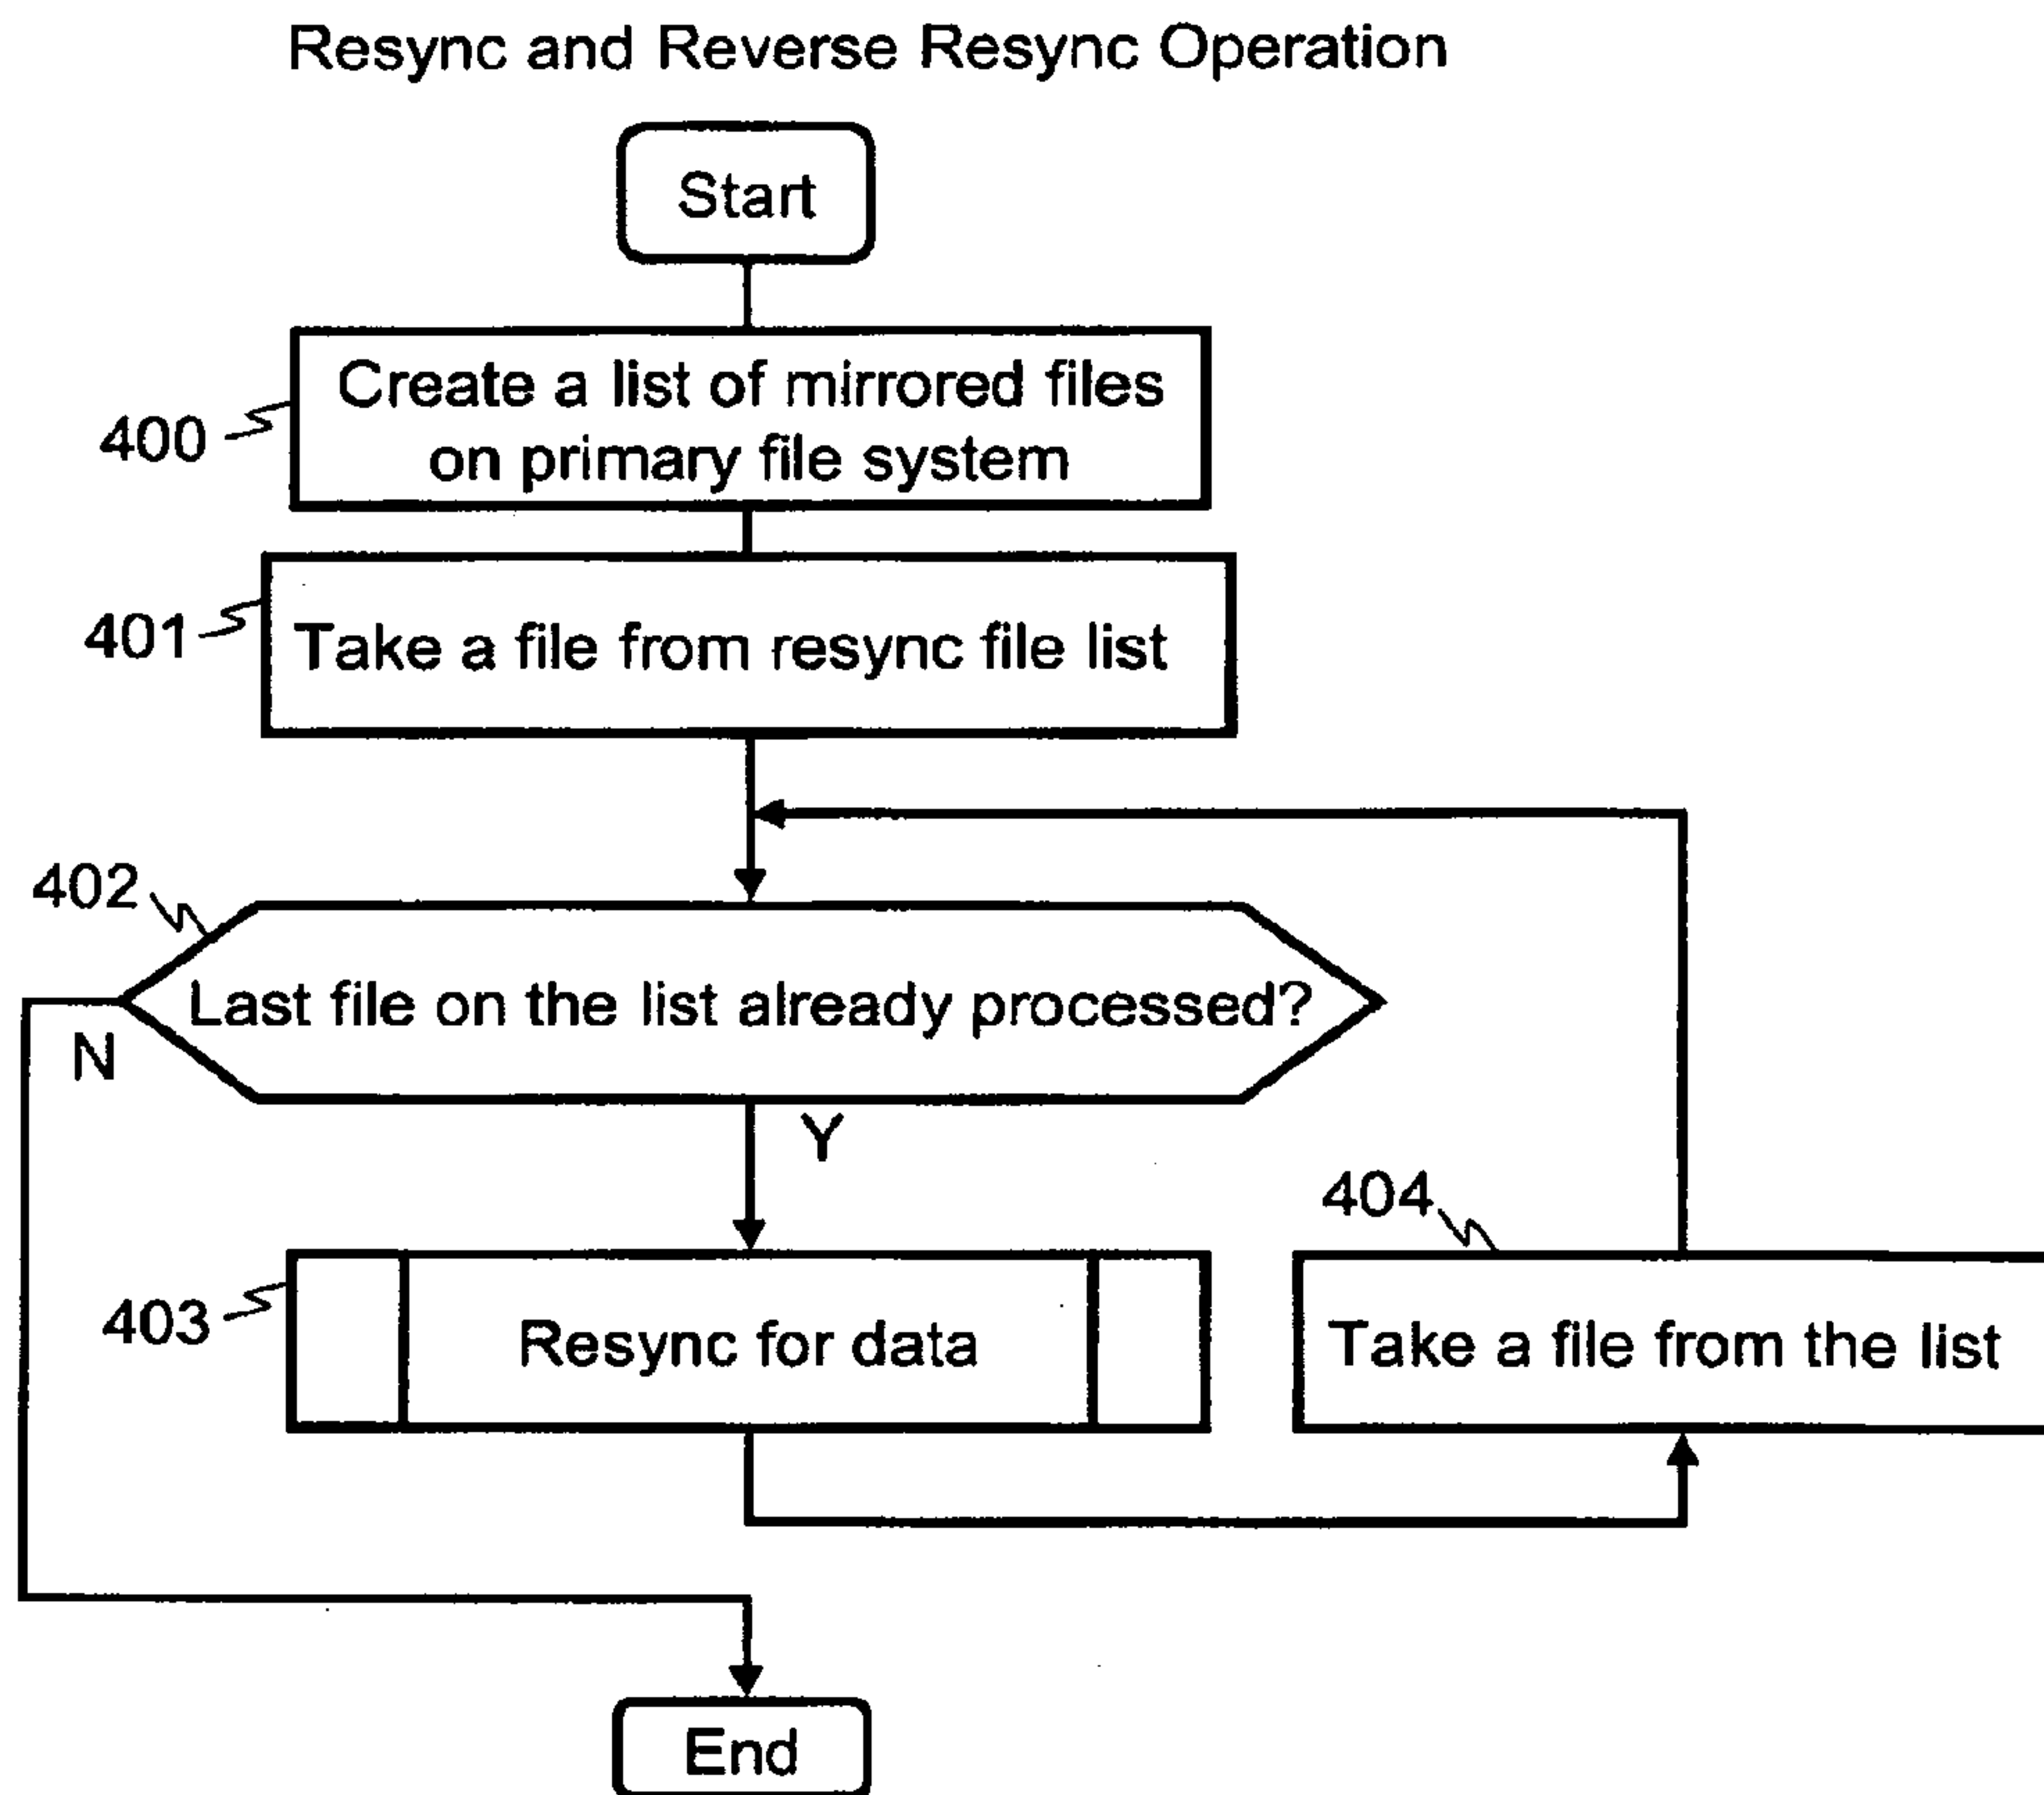 Resync and Reverse Resync Operation
Start
Create a list of mirrored files
on primary file system
400
Take a file from resync file list
401
402
Last file on the list already processed?
N
Y
404
403
Resync for data
Take a file from the list
End